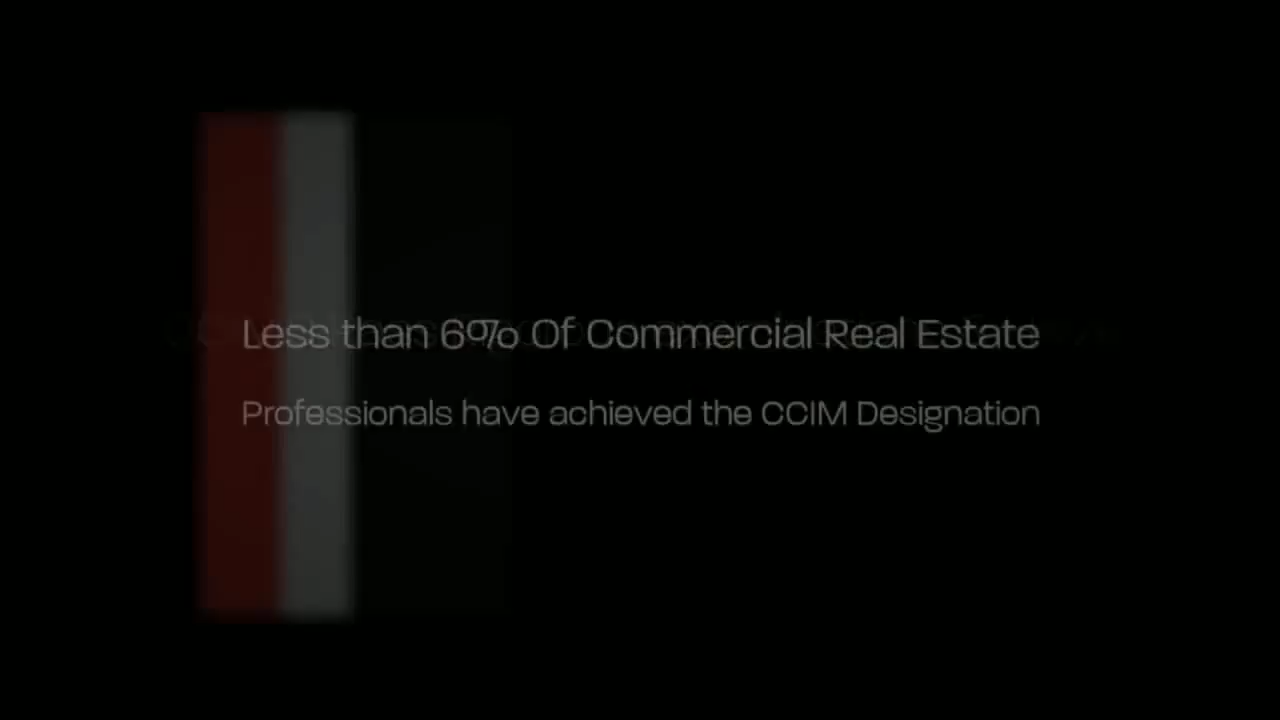 Less than 6% Of Commercial Real Estate
Professionals have achieved the CCIM Designation